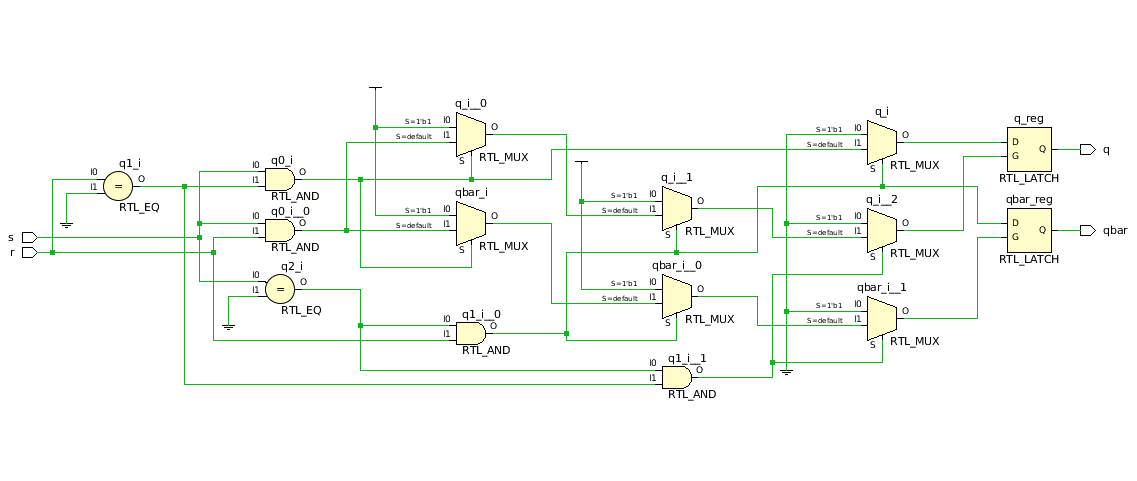 q_i__0
S=1'b1 I0
S=default I1
O
S
RTL_MUX
q_i
S=1'b1 I0
S=default I1
O
S
RTL_MUX
q_reg
D
G
Q
RTL_LATCH
q
q1_i
I0
I1
=
O
RTL_EQ
q0_i
I0
I1
O
RTL_AND
qbar_i
S=1'b1 I0
S=default I1
O
S
RTL_MUX
q_i__1
S=1'b1 I0
S=default I1
O
S
RTL_MUX
q_i__2
S=1'b1 I0
S=default I1
O
S
RTL_MUX
qbar_reg
D
G
Q
RTL_LATCH
qbar
q0_i__0
I0
I1
O
RTL_AND
s
r
q2_i
I0
I1
=
O
RTL_EQ
qbar_i__0
S=1'b1 I0
S=default I1
O
S
RTL_MUX
qbar_i__1
S=1'b1 I0
S=default I1
O
S
RTL_MUX
q1_i__0
I0
I1
O
RTL_AND
q1_i__1
I0
I1
O
RTL_AND